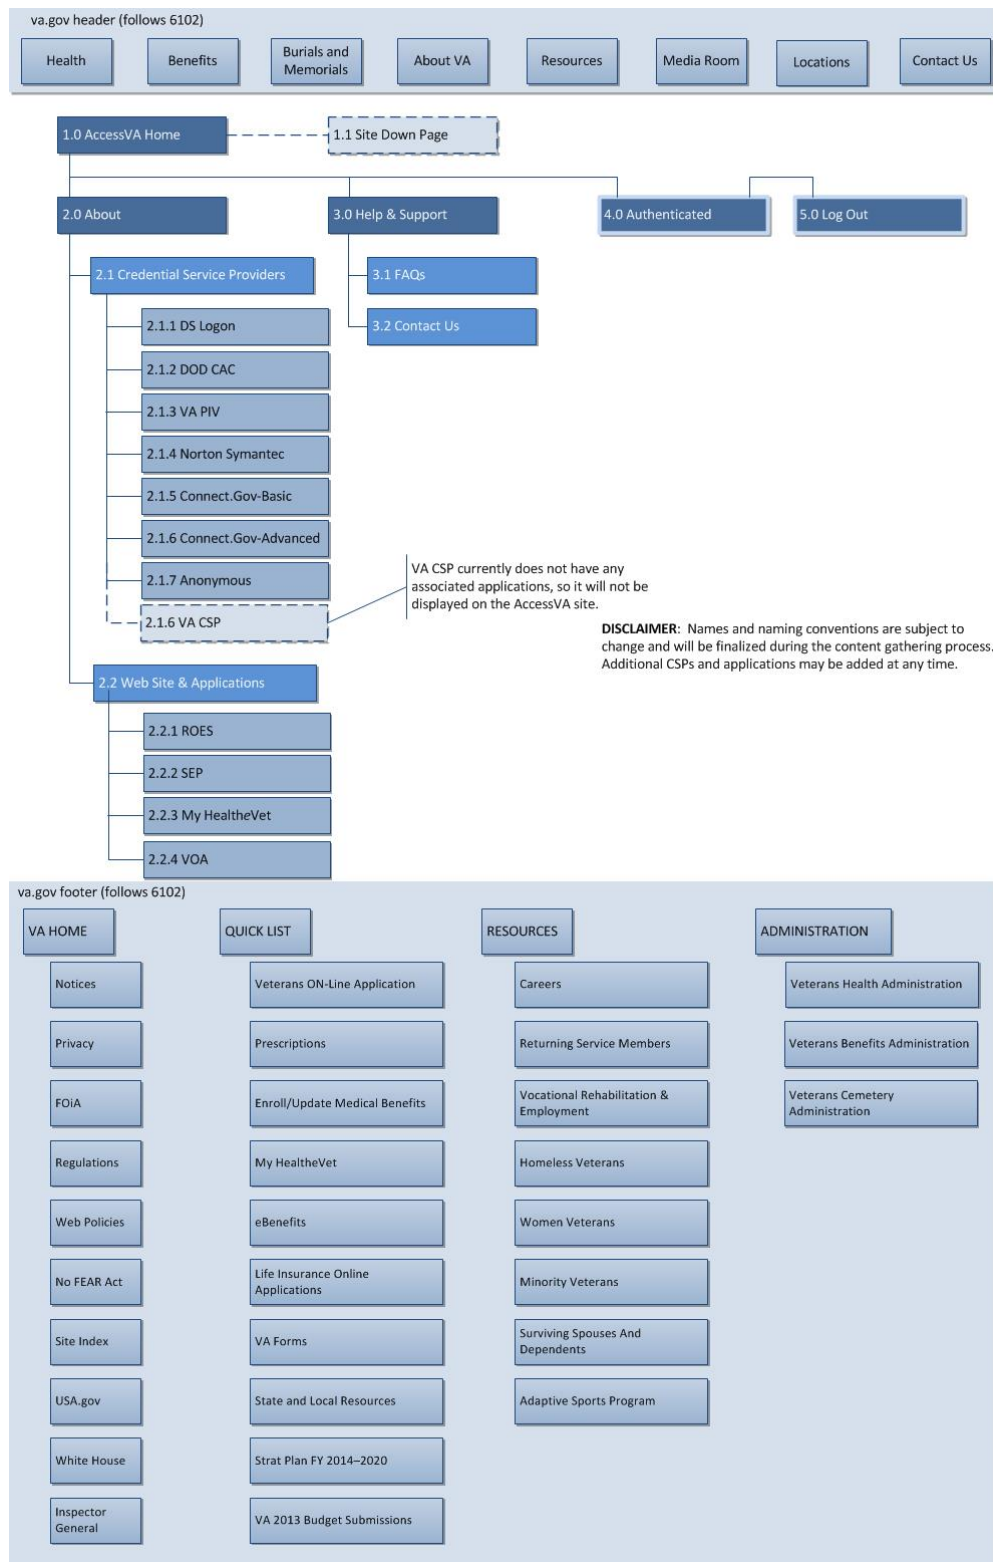 va.gov header (follows 6102)
Health
Benefits
Burials and
Memorials
About VA
Resources
Media Room
Locations
Contact Us
1.0 AccessVA Home
1.1 Site Down Page
2.0 About
3.0 Help & Support
4.0 Authenticated
5.0 Log Out
2.1 Credential Service Providers
3.1 FAQs
3.2 Contact Us
2.1.1 DS Logon
2.1.2 DOD CAC
2.1.3 VA PIV
2.1.4 Norton Symantec
2.1.5 Connect.Gov-Basic
2.1.6 Connect.Gov-Advanced
2.1.7 Anonymous
2.1.6 VA CSP
VA CSP currently does not have any
associated applications, so it will not be
displayed on the AccessVA site.
DISCLAIMER: Names and naming conventions are subject to
change and will be finalized during the content gathering process.
Additional CSPs and applications may be added at any time.
2.2 Web Site & Applications
2.2.1 ROES
2.2.2 SEP
2.2.3 My HealtheVet
2.2.4 VOA
va.gov footer (follows 6102)
VA HOME
Notices
Privacy
FOiA
Regulations
Web Policies
No FEAR Act
Site Index
USA.gov
White House
Inspector
General
QUICK LIST
Veterans ON-Line Application
Prescriptions
Enroll/Update Medical Benefits
My HealtheVet
eBenefits
Life Insurance Online
Applications
VA Forms
State and Local Resources
Strat Plan FY 2014–2020
VA 2013 Budget Submissions
RESOURCES
Careers
Returning Service Members
Vocational Rehabilitation &
Employment
Homeless Veterans
Women Veterans
Minority Veterans
Surviving Spouses And
Dependents
Adaptive Sports Program
ADMINISTRATION
Veterans Health Administration
Veterans Benefits Administration
Veterans Cemetery
Administration